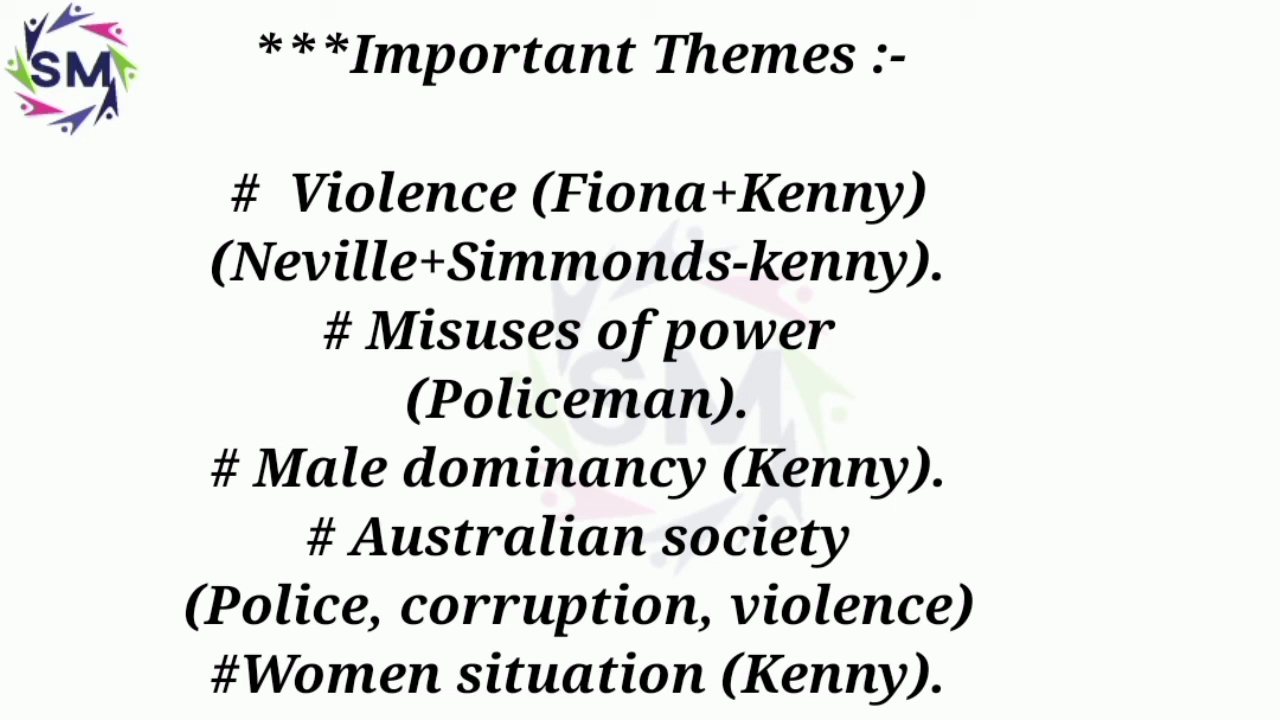 SM
***Important Themes :-
# Violence (Fiona+Kenny)
(Neville+Simmonds-kenny).
# Misuses of power
(Policeman).
# Male dominancy (Kenny).
# Australian society
(Police, corruption, violence)
#Women situation (Kenny).
SM